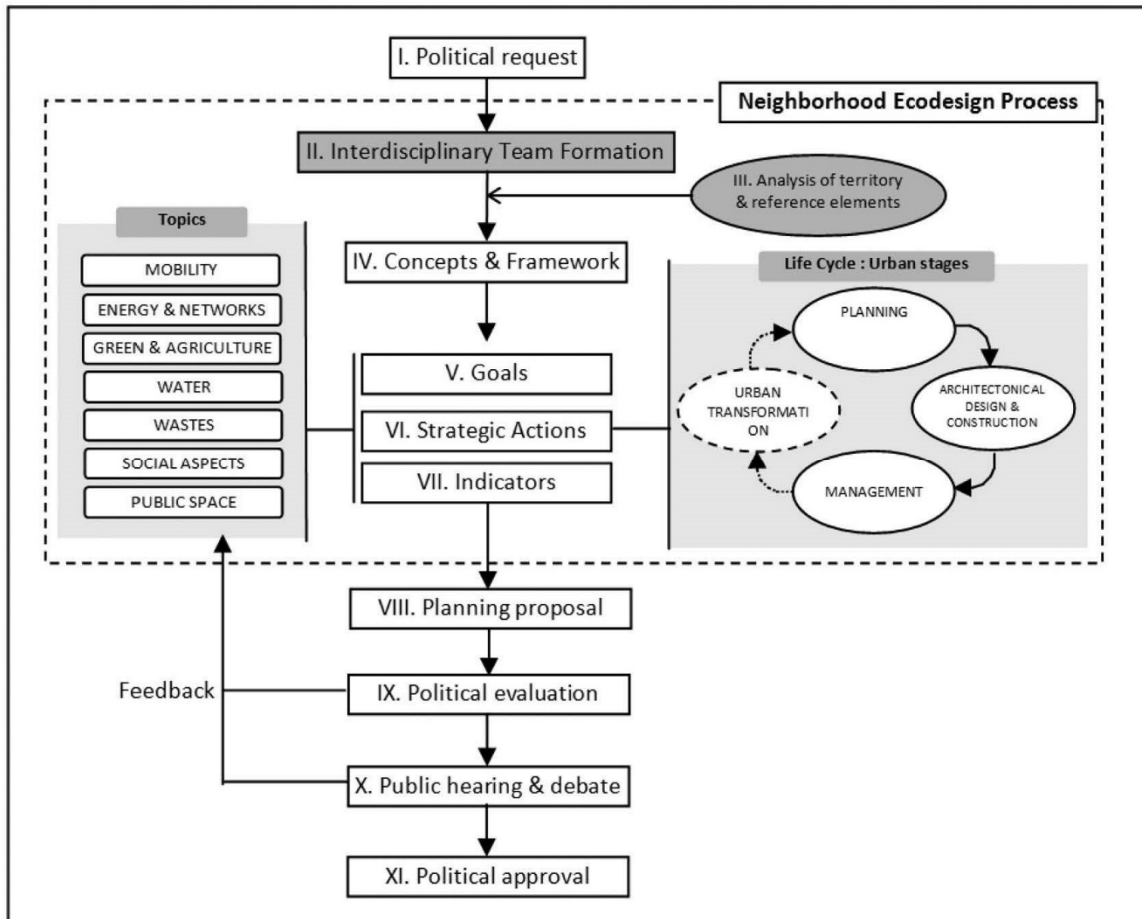 I. Political request
Neighborhood Ecodesign Process
II. Interdisciplinary Team Formation
III. Analysis of territory
& reference elements
Topics
MOBILITY
ENERGY & NETWORKS
GREEN & AGRICULTURE
WATER
WASTES
SOCIAL ASPECTS
PUBLIC SPACE
IV. Concepts & Framework
V. Goals
VI. Strategic Actions
VII. Indicators
Life Cycle : Urban stages
PLANNING
ARCHITECTONICAL
DESIGN &
CONSTRUCTION
MANAGEMENT
URBAN
TRANSFORMATI
ON
VIII. Planning proposal
Feedback
IX. Political evaluation
X. Public hearing & debate
XI. Political approval